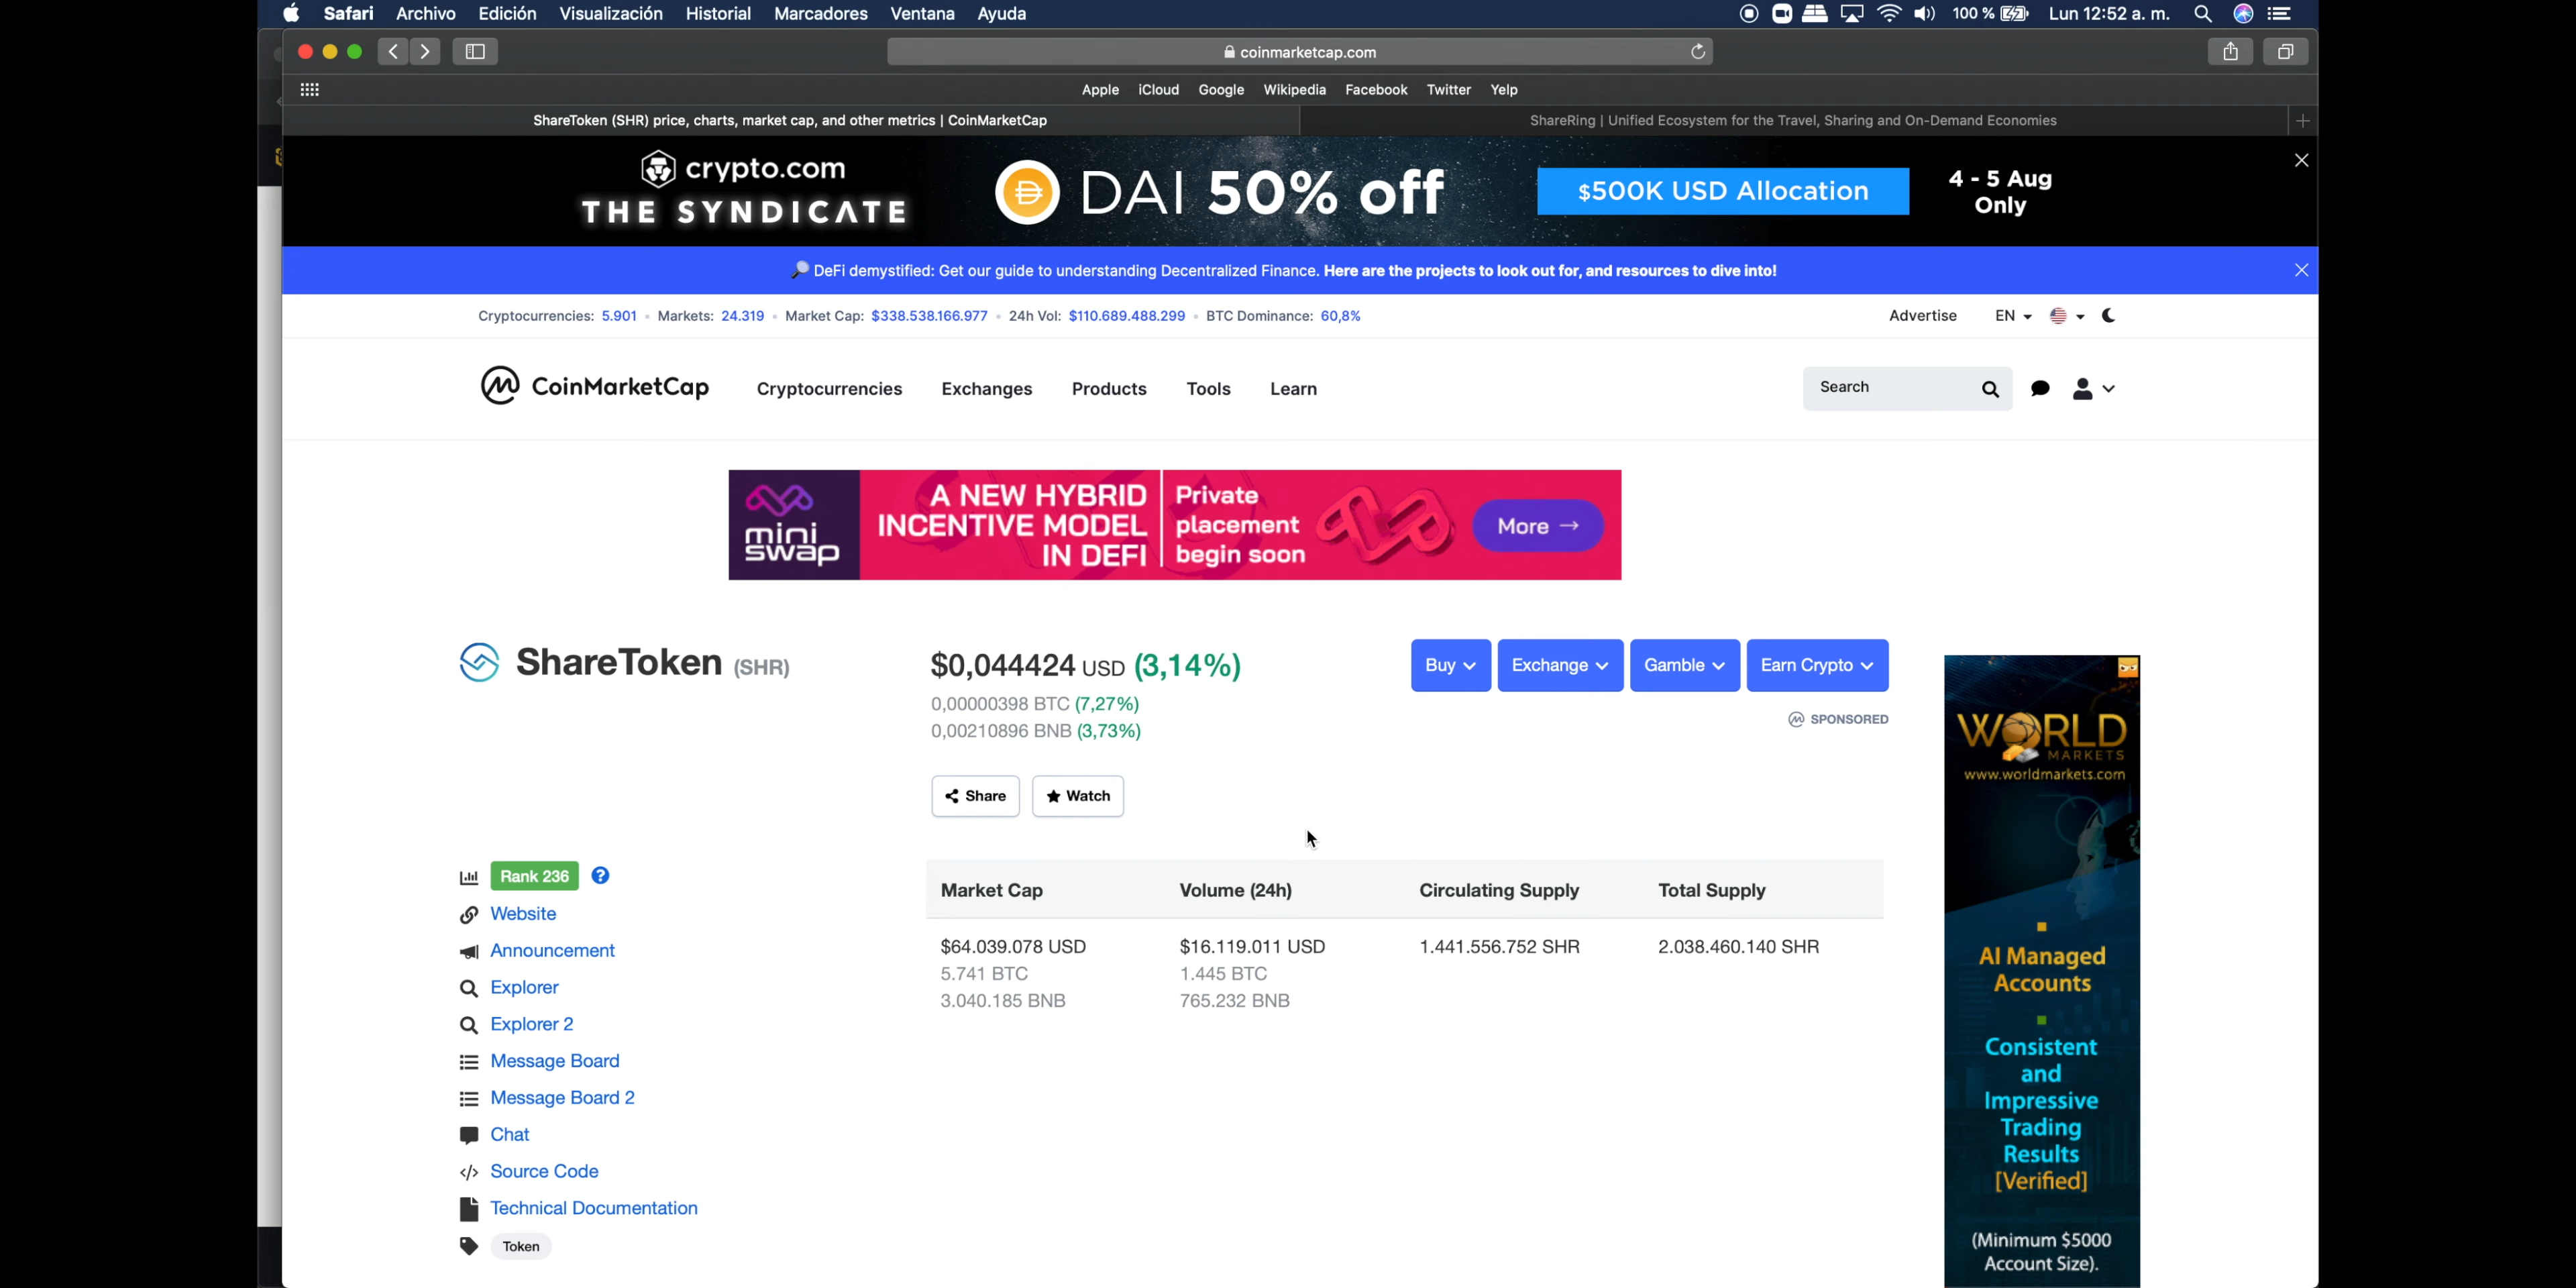 Safari Archivo Edición Visualización Historial Marcadores Ventana Ayuda 100 % Lun 12:52 a. m.
coinmarketcap.com
Apple iCloud Google Wikipedia Facebook Twitter Yelp
ShareToken (SHR) price, charts, market cap, and other metrics | CoinMarketCap
ShareRing | Unified Ecosystem for the Travel, Sharing and On-Demand Economies
crypto.com
THE SYNDICATE
DAI 50% off
$500K USD Allocation
4 - 5 Aug
Only
DeFi demystified: Get our guide to understanding Decentralized Finance. Here are the projects to look out for, and resources to dive into!
Cryptocurrencies: 5.901 • Markets: 24.319 • Market Cap: $338.538.166.977 • 24h Vol: $110.689.488.299 • BTC Dominance: 60,8%
Advertise EN
CoinMarketCap Cryptocurrencies Exchanges Products Tools Learn Search
mini
swap
A NEW HYBRID
INCENTIVE MODEL
IN DEFI
Private
placement
begin soon
More →
ShareToken (SHR)
$0,044424 USD (3,14%)
0,00000398 BTC (7,27%)
0,00210896 BNB (3,73%)
Buy Exchange Gamble Earn Crypto
SPONSORED
Share Watch
Rank 236
Website
Announcement
Explorer
Explorer 2
Message Board
Message Board 2
Chat
Source Code
Technical Documentation
Token
Market Cap Volume (24h) Circulating Supply Total Supply
$64.039.078 USD $16.119.011 USD 1.441.556.752 SHR 2.038.460.140 SHR
5.741 BTC 1.445 BTC
3.040.185 BNB 765.232 BNB
WORLD
MARKETS
www.worldmarkets.com
AI Managed
Accounts
Consistent
and
Impressive
Trading
Results
[Verified]
(Minimum $5000
Account Size).